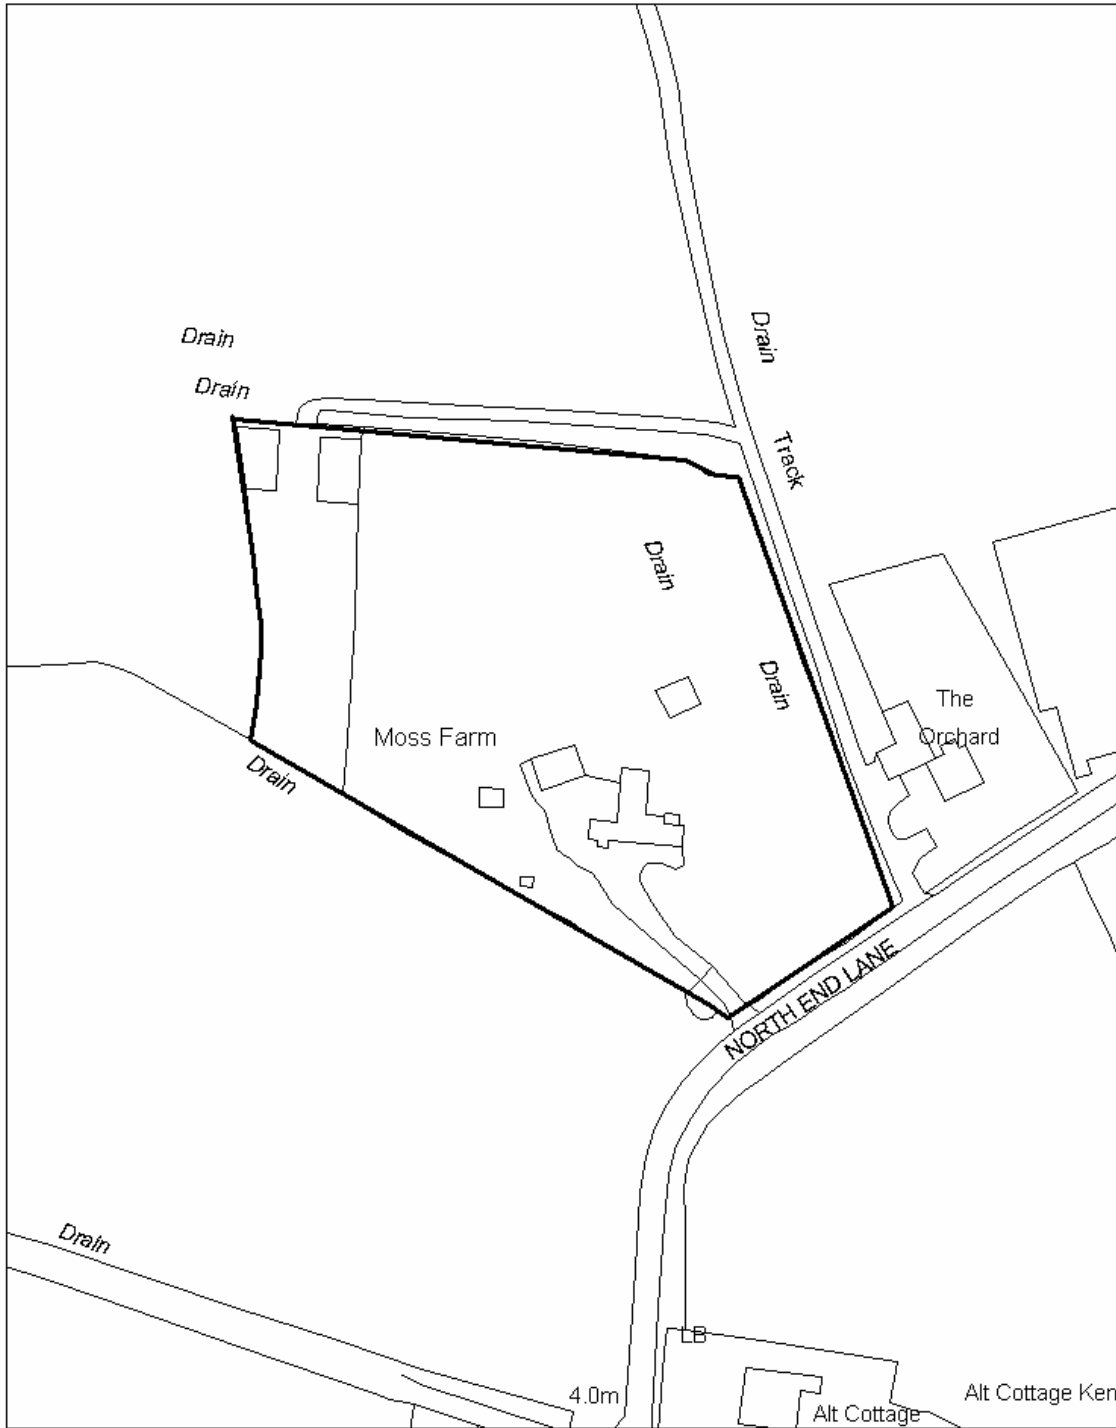 Drain
Drain
Drain
Track
Drain
Drain
The
Orchard
Moss Farm
Drain
NORTH END LANE
Drain
LB
4.0m
Alt Cottage
Alt Cottage Ken